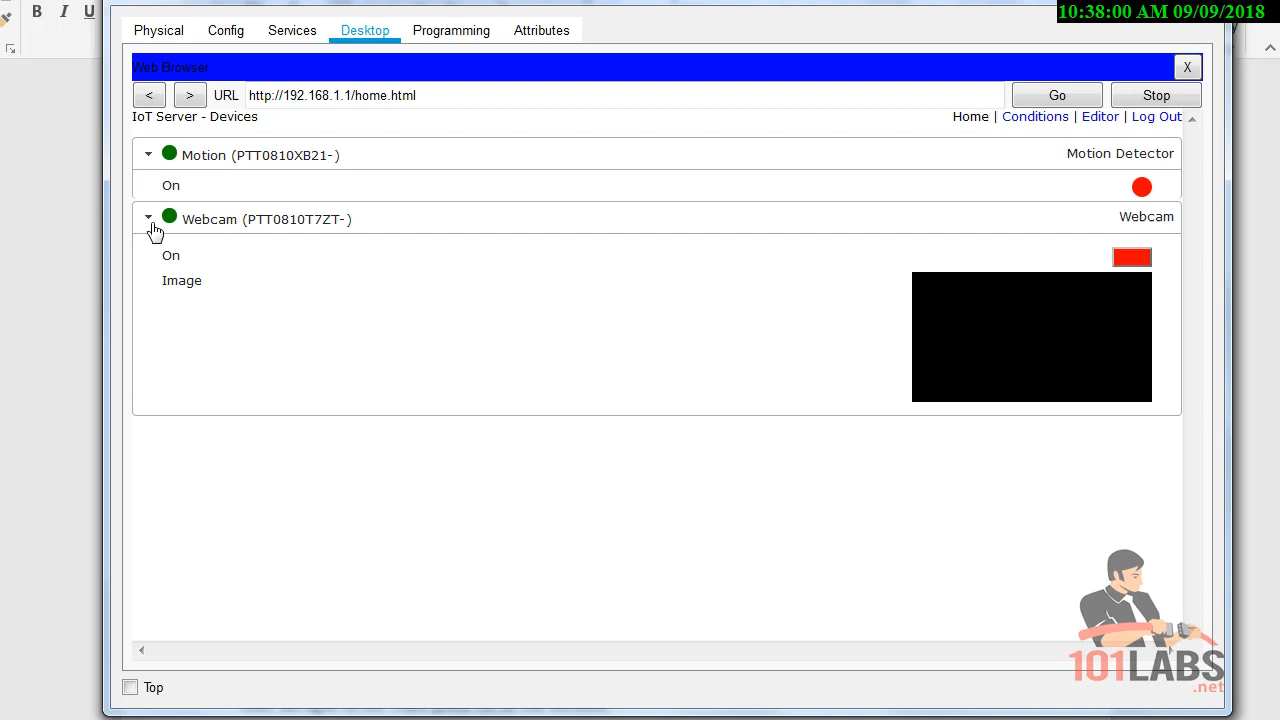 10:38:00 AM 09/09/2018
B I U
Physical Config Services Desktop Programming Attributes
Web Browser X
< > URL http://192.168.1.1/home.html Go Stop
IoT Server - Devices Home | Conditions | Editor | Log Out
Motion (PTT0810XB21-) Motion Detector
On
Webcam (PTT0810T7ZT-) Webcam
On
Image
101LABS
.net
Top